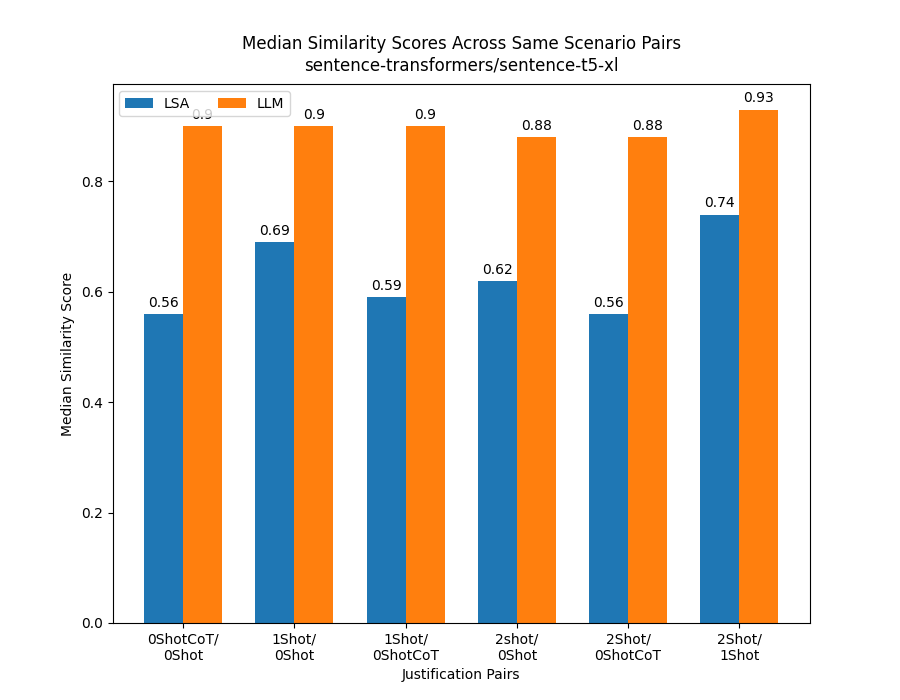 Median Similarity Scores Across Same Scenario Pairs
sentence-transformers/sentence-t5-xl
LSA LLM
0.9 0.9 0.9 0.88 0.88 0.93
0.56 0.69 0.59 0.62 0.56 0.74
Median Similarity Score
0.8
0.6
0.4
0.2
0.0
0ShotCoT/ 1Shot/ 1Shot/ 2shot/ 2Shot/ 2Shot/
0Shot 0Shot 0ShotCoT 0Shot 0ShotCoT 1Shot
Justification Pairs